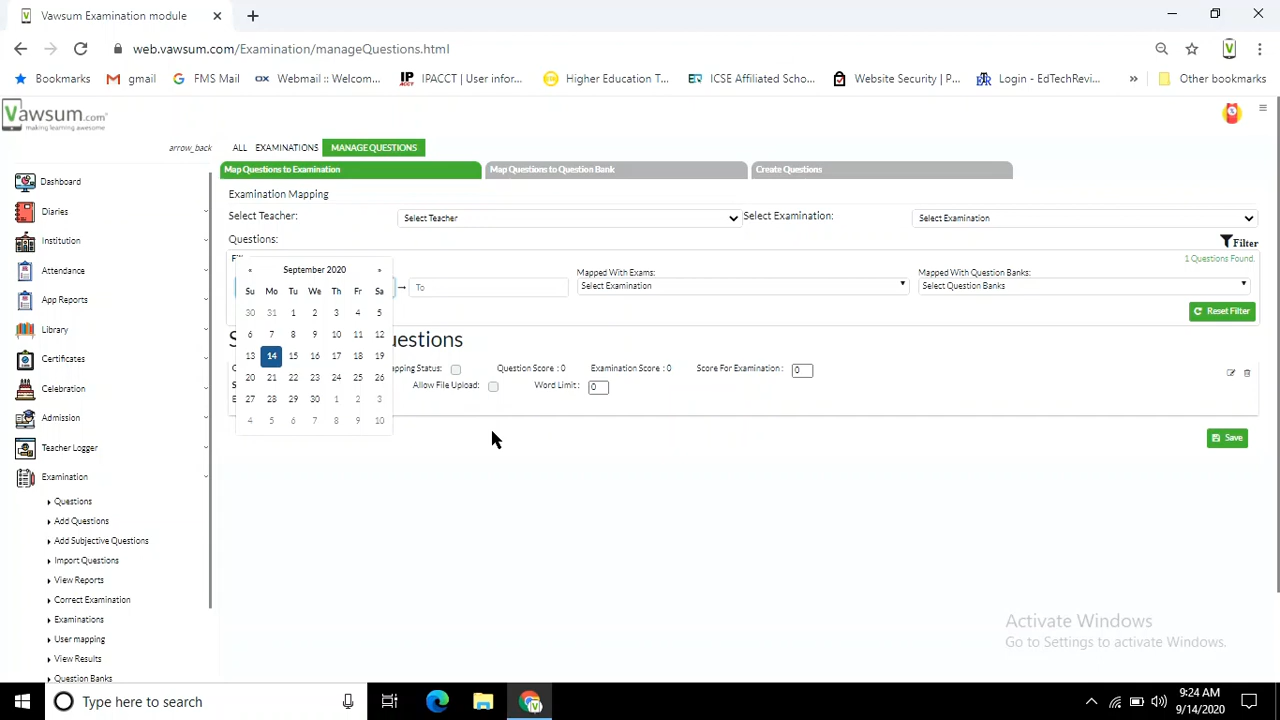 Vawsum Examination module
web.vawsum.com/Examination/manageQuestions.html
Bookmarks
gmail
FMS Mail
Webmail :: Welcom...
IPACCT | User infor...
Higher Education T...
ICSE Affiliated Scho...
Website Security | P...
Login - EdTechRevi...
»
Other bookmarks
Vawsum.com
making learning awesome
arrow_back
ALL EXAMINATIONS MANAGE QUESTIONS
Map Questions to Examination
Map Questions to Question Bank
Create Questions
Dashboard
Diaries
Institution
Attendance
App Reports
Library
Certificates
Celebration
Admission
Teacher Logger
Examination
Questions
Add Questions
Add Subjective Questions
Import Questions
View Reports
Correct Examination
Examinations
User mapping
View Results
Question Banks
Examination Mapping
Select Teacher:
Select Teacher
Select Examination:
Select Examination
Questions:
Filter
1 Questions Found.
« September 2020 »
Su Mo Tu We Th Fr Sa
30 31 1 2 3 4 5
6 7 8 9 10 11 12
13 14 15 16 17 18 19
20 21 22 23 24 25 26
27 28 29 30 1 2 3
4 5 6 7 8 9 10
→ To
Mapped With Exams:
Select Examination
Mapped With Question Banks:
Select Question Banks
Reset Filter
Question Score : 0
Examination Score : 0
Score For Examination :
0
Allow File Upload:
Word Limit :
0
Save
Activate Windows
Go to Settings to activate Windows.
Type here to search
9:24 AM
9/14/2020